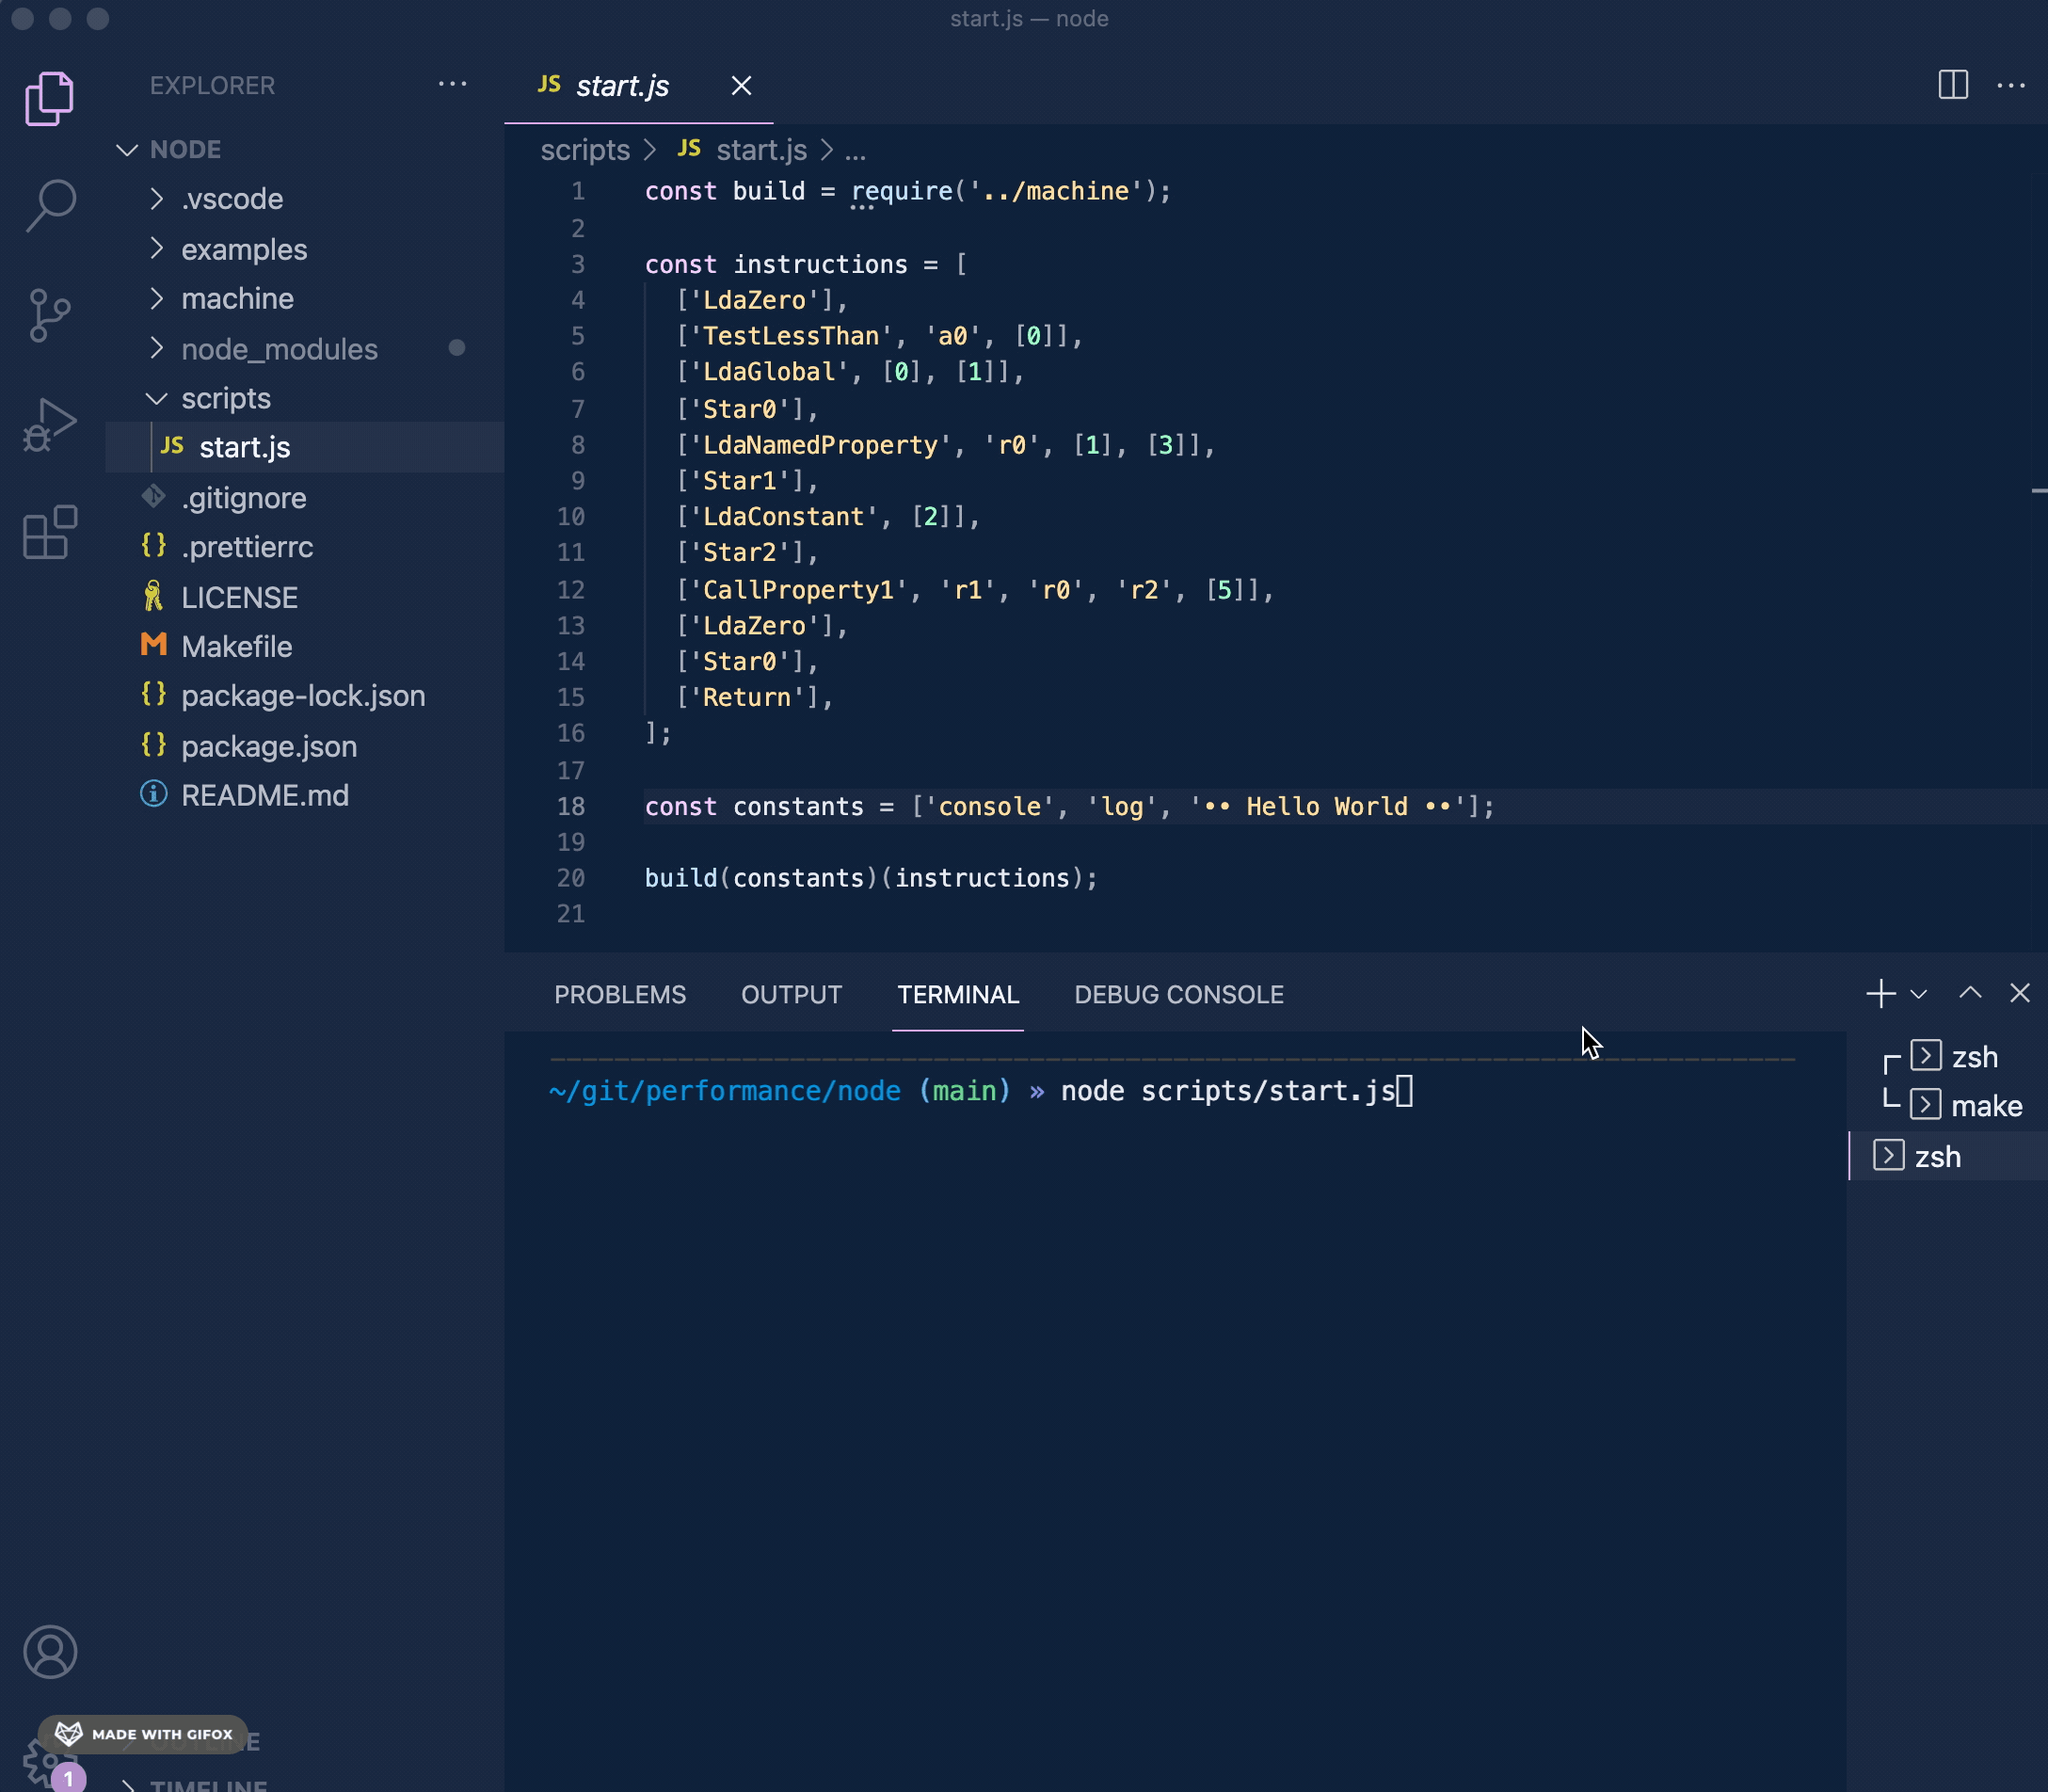 start.js — node
EXPLORER
NODE
.vscode
examples
machine
node_modules
scripts
JS start.js
.gitignore
{} .prettierrc
LICENSE
M Makefile
{} package-lock.json
{} package.json
README.md
JS start.js
scripts > JS start.js > ...
1 const build = require('../machine');
2
3 const instructions = [
4 ['LdaZero'],
5 ['TestLessThan', 'a0', [0]],
6 ['LdaGlobal', [0], [1]],
7 ['Star0'],
8 ['LdaNamedProperty', 'r0', [1], [3]],
9 ['Star1'],
10 ['LdaConstant', [2]],
11 ['Star2'],
12 ['CallProperty1', 'r1', 'r0', 'r2', [5]],
13 ['LdaZero'],
14 ['Star0'],
15 ['Return'],
16 ];
17
18 const constants = ['console', 'log', '•• Hello World ••'];
19
20 build(constants)(instructions);
21
PROBLEMS OUTPUT TERMINAL DEBUG CONSOLE
~/git/performance/node (main) » node scripts/start.js
zsh
make
zsh
MADE WITH GIFOX
1
TIMELINE